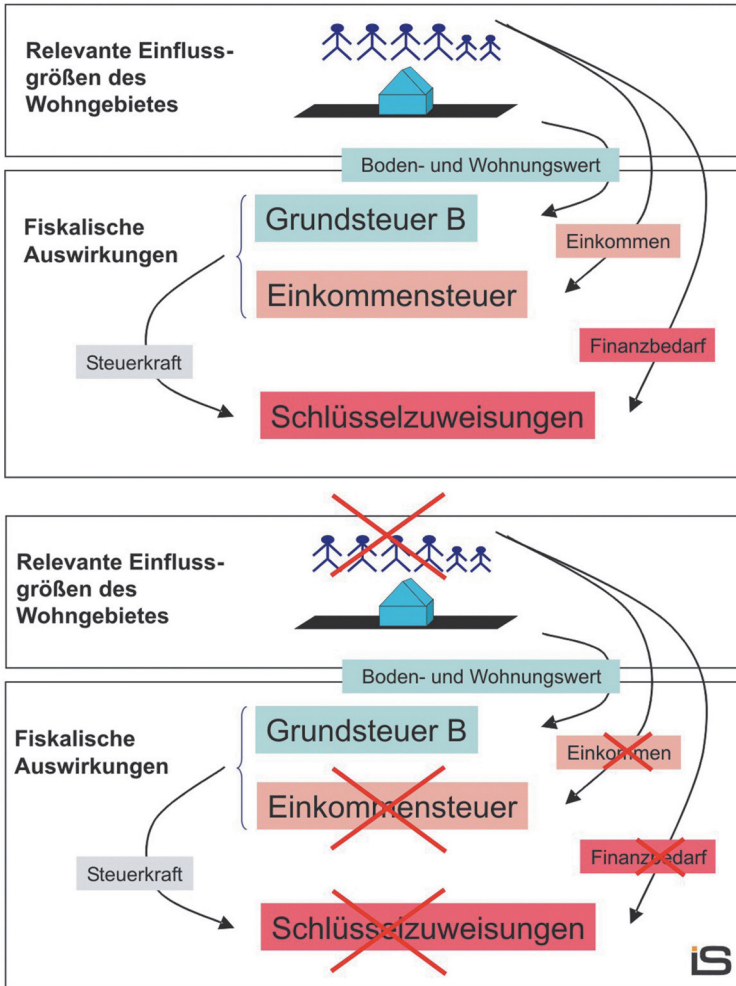 Relevante Einfluss-
größen des
Wohngebietes
Boden- und Wohnungswert
Fiskalische
Auswirkungen
Grundsteuer B
Einkommen
Einkommensteuer
Finanzbedarf
Steuerkraft
Schlüsselzuweisungen
Relevante Einfluss-
größen des
Wohngebietes
Boden- und Wohnungswert
Fiskalische
Auswirkungen
Grundsteuer B
Einkommen
Einkommensteuer
Finanzbedarf
Steuerkraft
Schlüsselzuweisungen
iS